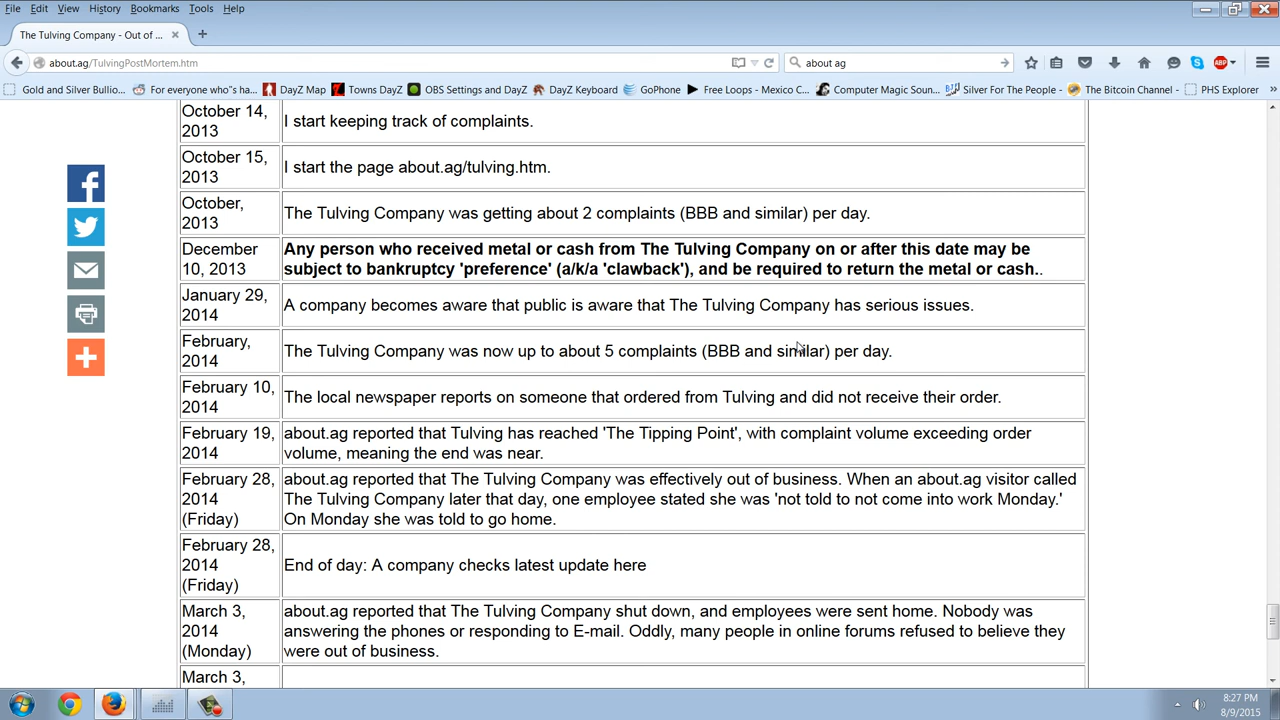 File Edit View History Bookmarks Tools Help
The Tulving Company - Out of ...
about.ag/TulvingPostMortem.htm
about ag
ABP
Gold and Silver Bullio... For everyone who"s ha... DayZ Map Towin DayZ OBS Settings and DayZ DayZ Keyboard GoPhone Free Loops - Mexico C... Computer Magic Soun... Silver For The People - ... The Bitcoin Channel - ... PHS Explorer
October 14,
2013
I start keeping track of complaints.
October 15,
2013
I start the page about.ag/tulving.htm.
October,
2013
The Tulving Company was getting about 2 complaints (BBB and similar) per day.
December
10, 2013
Any person who received metal or cash from The Tulving Company on or after this date may be
subject to bankruptcy 'preference' (a/k/a 'clawback'), and be required to return the metal or cash..
January 29,
2014
A company becomes aware that public is aware that The Tulving Company has serious issues.
February,
2014
The Tulving Company was now up to about 5 complaints (BBB and similar) per day.
February 10,
2014
The local newspaper reports on someone that ordered from Tulving and did not receive their order.
February 19,
2014
about.ag reported that Tulving has reached 'The Tipping Point', with complaint volume exceeding order
volume, meaning the end was near.
February 28,
2014
(Friday)
about.ag reported that The Tulving Company was effectively out of business. When an about.ag visitor called
The Tulving Company later that day, one employee stated she was 'not told to not come into work Monday.'
On Monday she was told to go home.
February 28,
2014
(Friday)
End of day: A company checks latest update here
March 3,
2014
(Monday)
about.ag reported that The Tulving Company shut down, and employees were sent home. Nobody was
answering the phones or responding to E-mail. Oddly, many people in online forums refused to believe they
were out of business.
March 3,
8:27 PM
8/9/2015